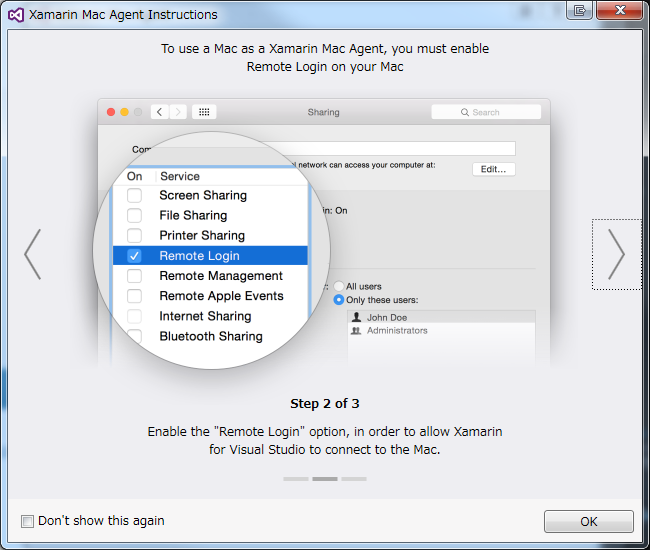 Xamarin Mac Agent Instructions
To use a Mac as a Xamarin Mac Agent, you must enable
Remote Login on your Mac
Sharing
Search
Com
l network can access your computer at:
Edit...
On Service
Screen Sharing
File Sharing
Printer Sharing
Remote Login
Remote Management
Remote Apple Events
Internet Sharing
Bluetooth Sharing
in: On
r:
All users
Only these users:
John Doe
Administrators
Step 2 of 3
Enable the "Remote Login" option, in order to allow Xamarin
for Visual Studio to connect to the Mac.
Don't show this again
OK